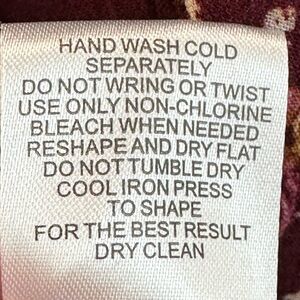 HAND WASH COLD
SEPARATELY
DO NOT WRING OR TWIST
USE ONLY NON-CHLORINE
BLEACH WHEN NEEDED
RESHAPE AND DRY FLAT
DO NOT TUMBLE DRY
COOL IRON PRESS
TO SHAPE
FOR THE BEST RESULT
DRY CLEAN